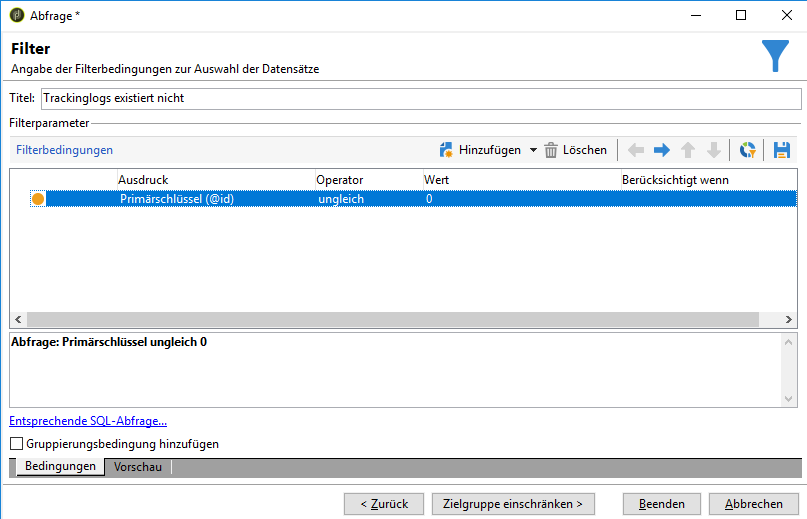 Abfrage *
Filter
Angabe der Filterbedingungen zur Auswahl der Datensätze
Titel: Trackinglogs existiert nicht
Filterparameter
Filterbedingungen Hinzufügen Löschen
Ausdruck Operator Wert Berücksichtigt wenn
Primärschlüssel (@id) ungleich 0
Abfrage: Primärschlüssel ungleich 0
Entsprechende SQL-Abfrage...
Gruppierungsbedingung hinzufügen
Bedingungen Vorschau
< Zurück Zielgruppe einschränken > Beenden Abbrechen